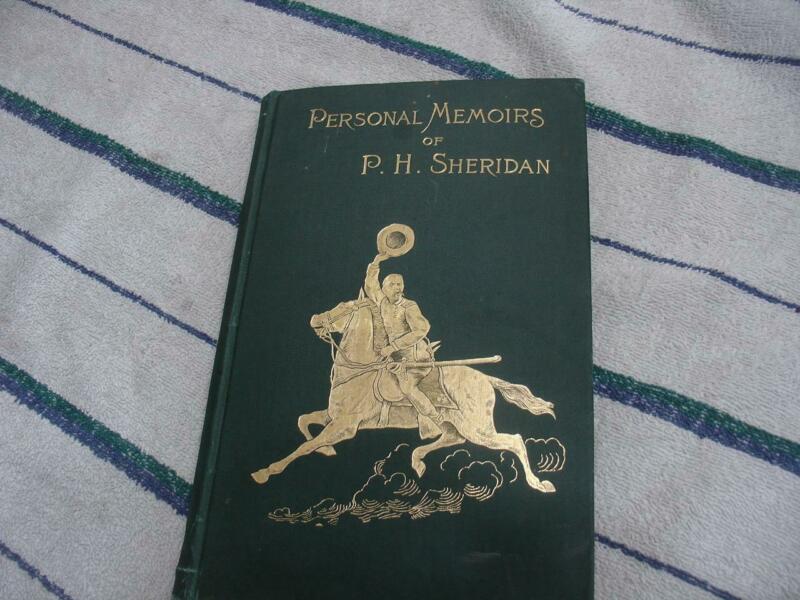 PERSONAL MEMOIRS
OF
P. H. SHERIDAN